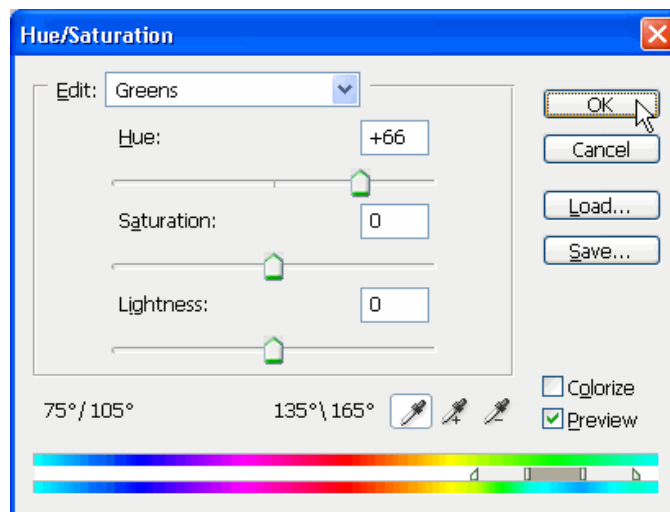 Hue/Saturation
Edit: Greens
OK
Hue: +66
Cancel
Load...
Saturation: 0
Save...
Lightness: 0
Colorize
75°/105° 135°\165°
Preview